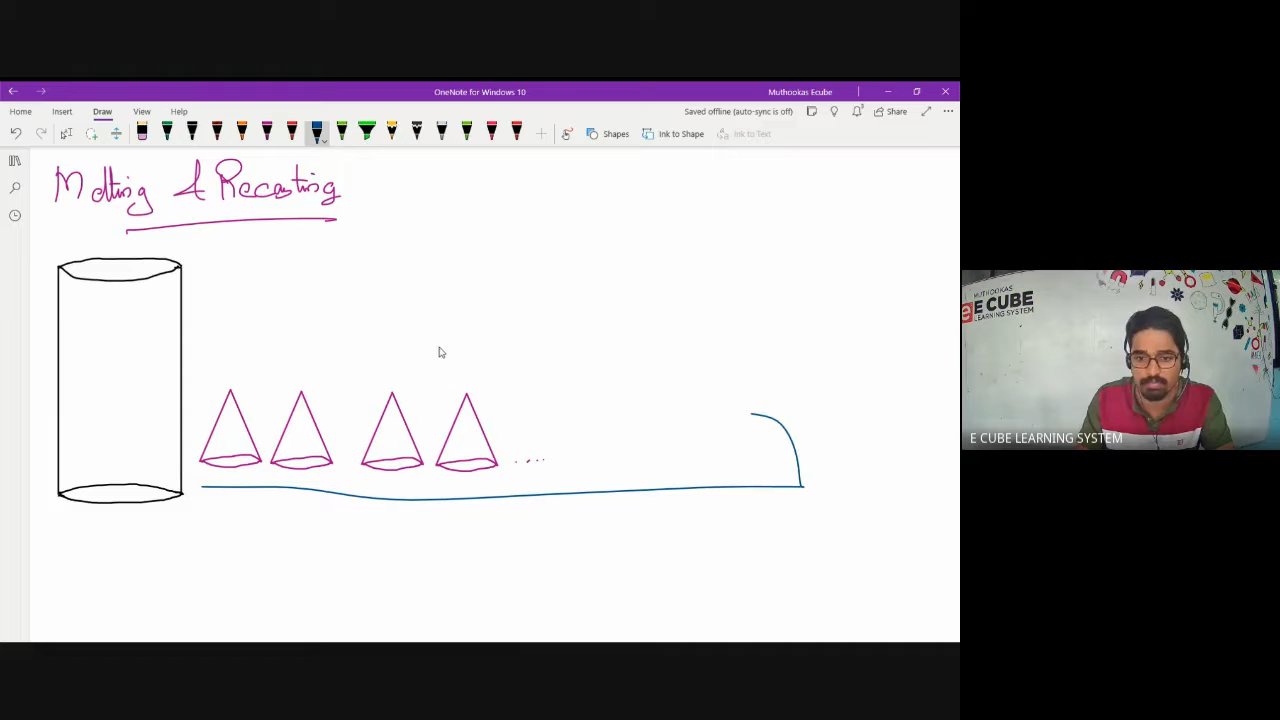 OneNote for Windows 10
Muthookas Ecube
Home Insert Draw View Help
Saved offline (auto-sync is off)
Share
Shapes
Ink to Shape
Ink to Text
Melting & Recasting
MUTHOOKAS
E CUBE
LEARNING SYSTEM
E CUBE LEARNING SYSTEM